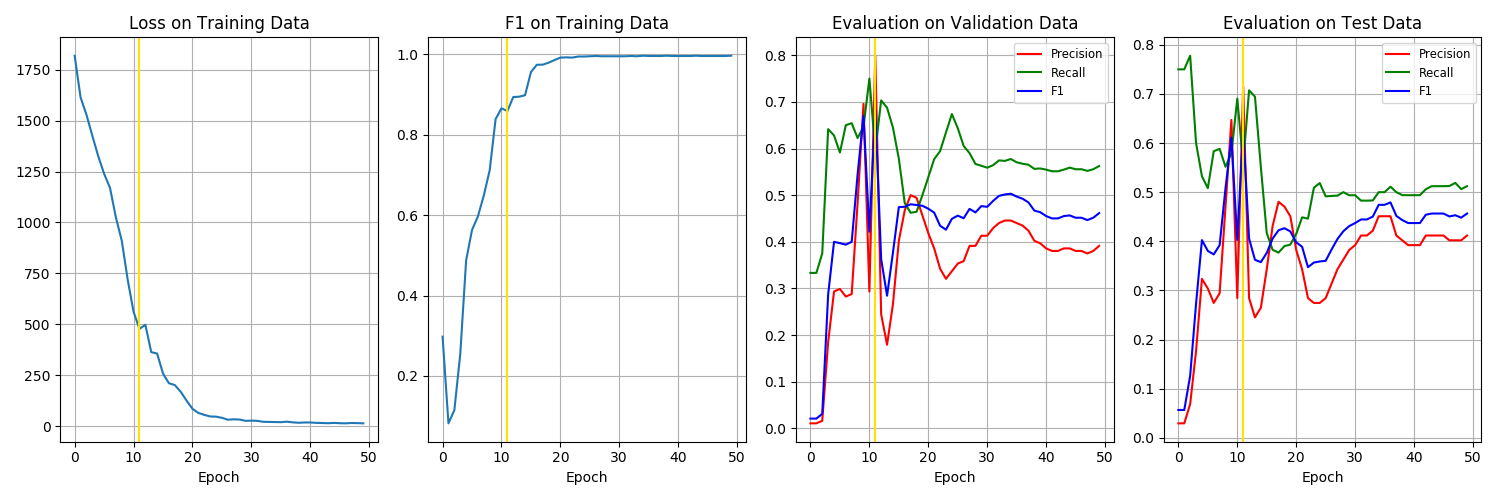 Loss on Training Data
1750
1500
1250
1000
750
500
250
0
0 10 20 30 40 50
Epoch
F1 on Training Data
1.0
0.8
0.6
0.4
0.2
0 10 20 30 40 50
Epoch
Evaluation on Validation Data
Precision
Recall
F1
0.8
0.7
0.6
0.5
0.4
0.3
0.2
0.1
0.0
0 10 20 30 40 50
Epoch
Evaluation on Test Data
Precision
Recall
F1
0.8
0.7
0.6
0.5
0.4
0.3
0.2
0.1
0.0
0 10 20 30 40 50
Epoch